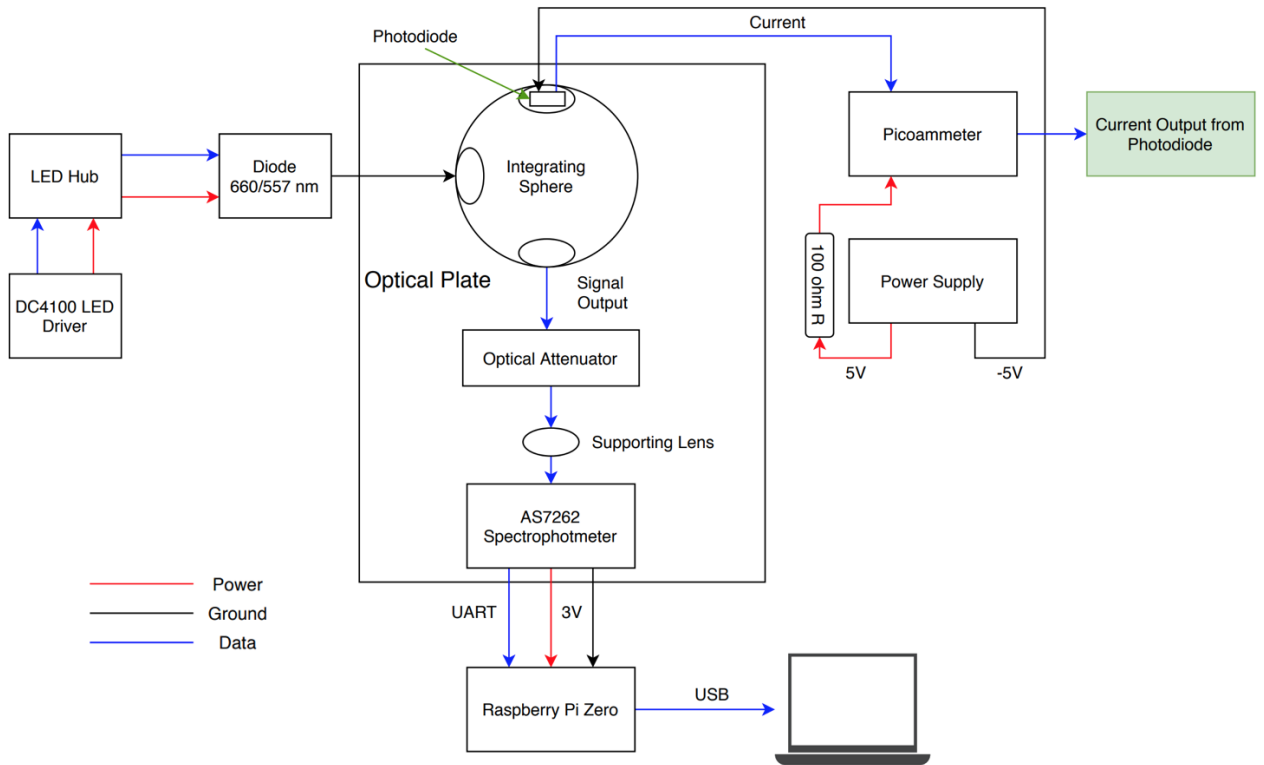 Current
Photodiode
LED Hub
Diode
660/557 nm
Integrating
Sphere
Picoammeter
Current Output from
Photodiode
DC4100 LED
Driver
Optical Plate
Signal
Output
100 ohm R
Power Supply
5V
-5V
Optical Attenuator
Supporting Lens
AS7262
Spectrophotmeter
Power
Ground
Data
UART
3V
Raspberry Pi Zero
USB